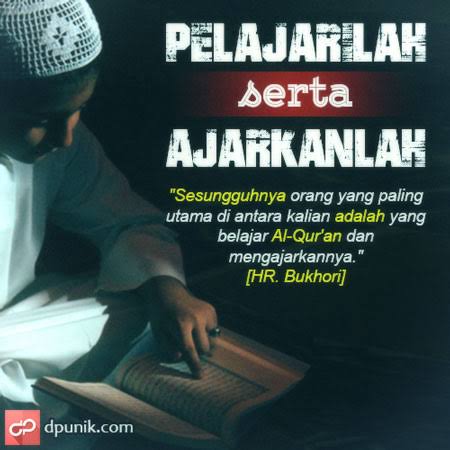 PELAJARILAH
serta
AJARKANLAH
"Sesungguhnya orang yang paling
utama di antara kalian adalah yang
belajar Al-Qur'an dan
mengajarkannya."
[HR. Bukhori]
dp dpunik.com